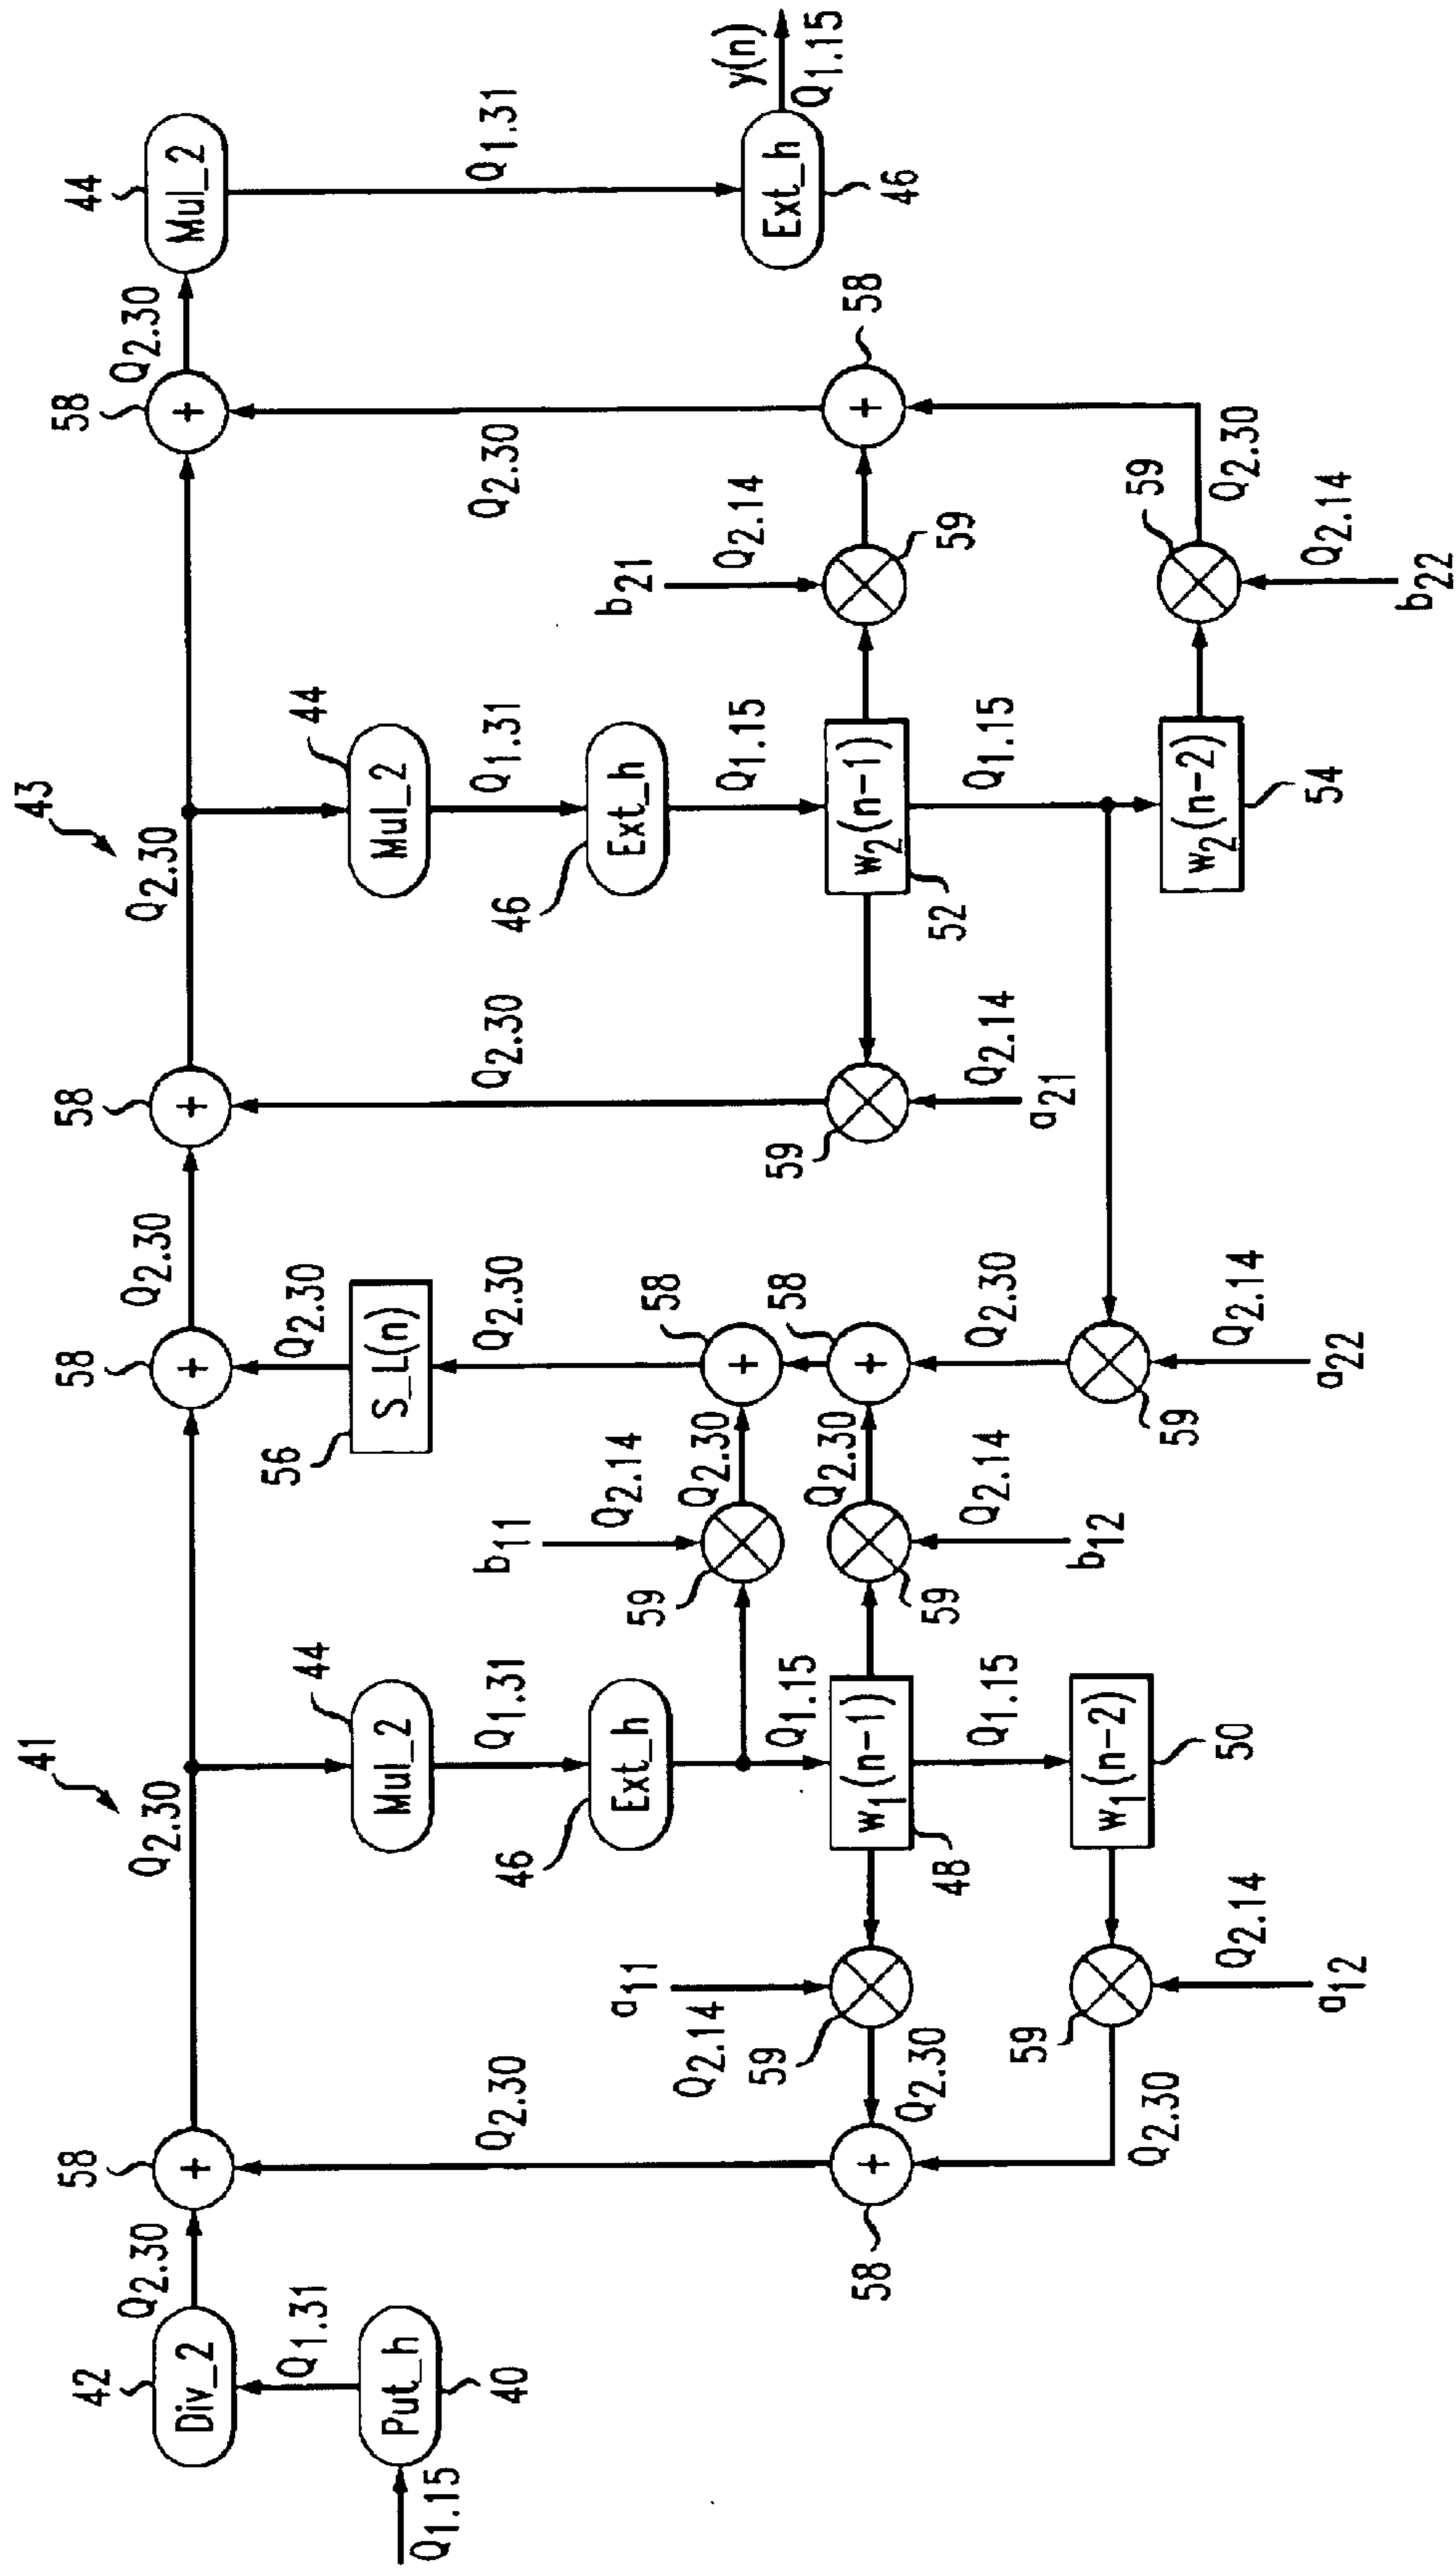 41
43
42
58
58
58
58
44
Q2.30
Q2.30
Q2.30
Q2.30
Q2.30
Div_2
+
+
+
+
Mul_2
Q1.31
44
56
Q2.30
44
Put_h
Mul_2
S_L(n)
Mul_2
Q1.15
40
Q2.30
Q1.31
b11
Q2.30
Q2.30
Q1.31
Q2.30
Q1.31
46
46
a11
Ext_h
Q2.14
Ext_h
b21
59
58
Q2.14
Q2.30
+
Q1.15
Q2.14
y(n)
59
Q1.15
58
59
Ext_h
Q2.30
Q1.15
58
+
w1(n-1)
+
w2(n-1)
+
58
46
Q2.30
48
59
52
59
Q1.15
Q2.14
Q2.30
Q2.14
Q1.15
59
a21
w1(n-2)
b12
Q2.30
59
59
w2(n-2)
Q2.14
50
Q2.14
Q2.30
a12
a22
54
Q2.14
b22